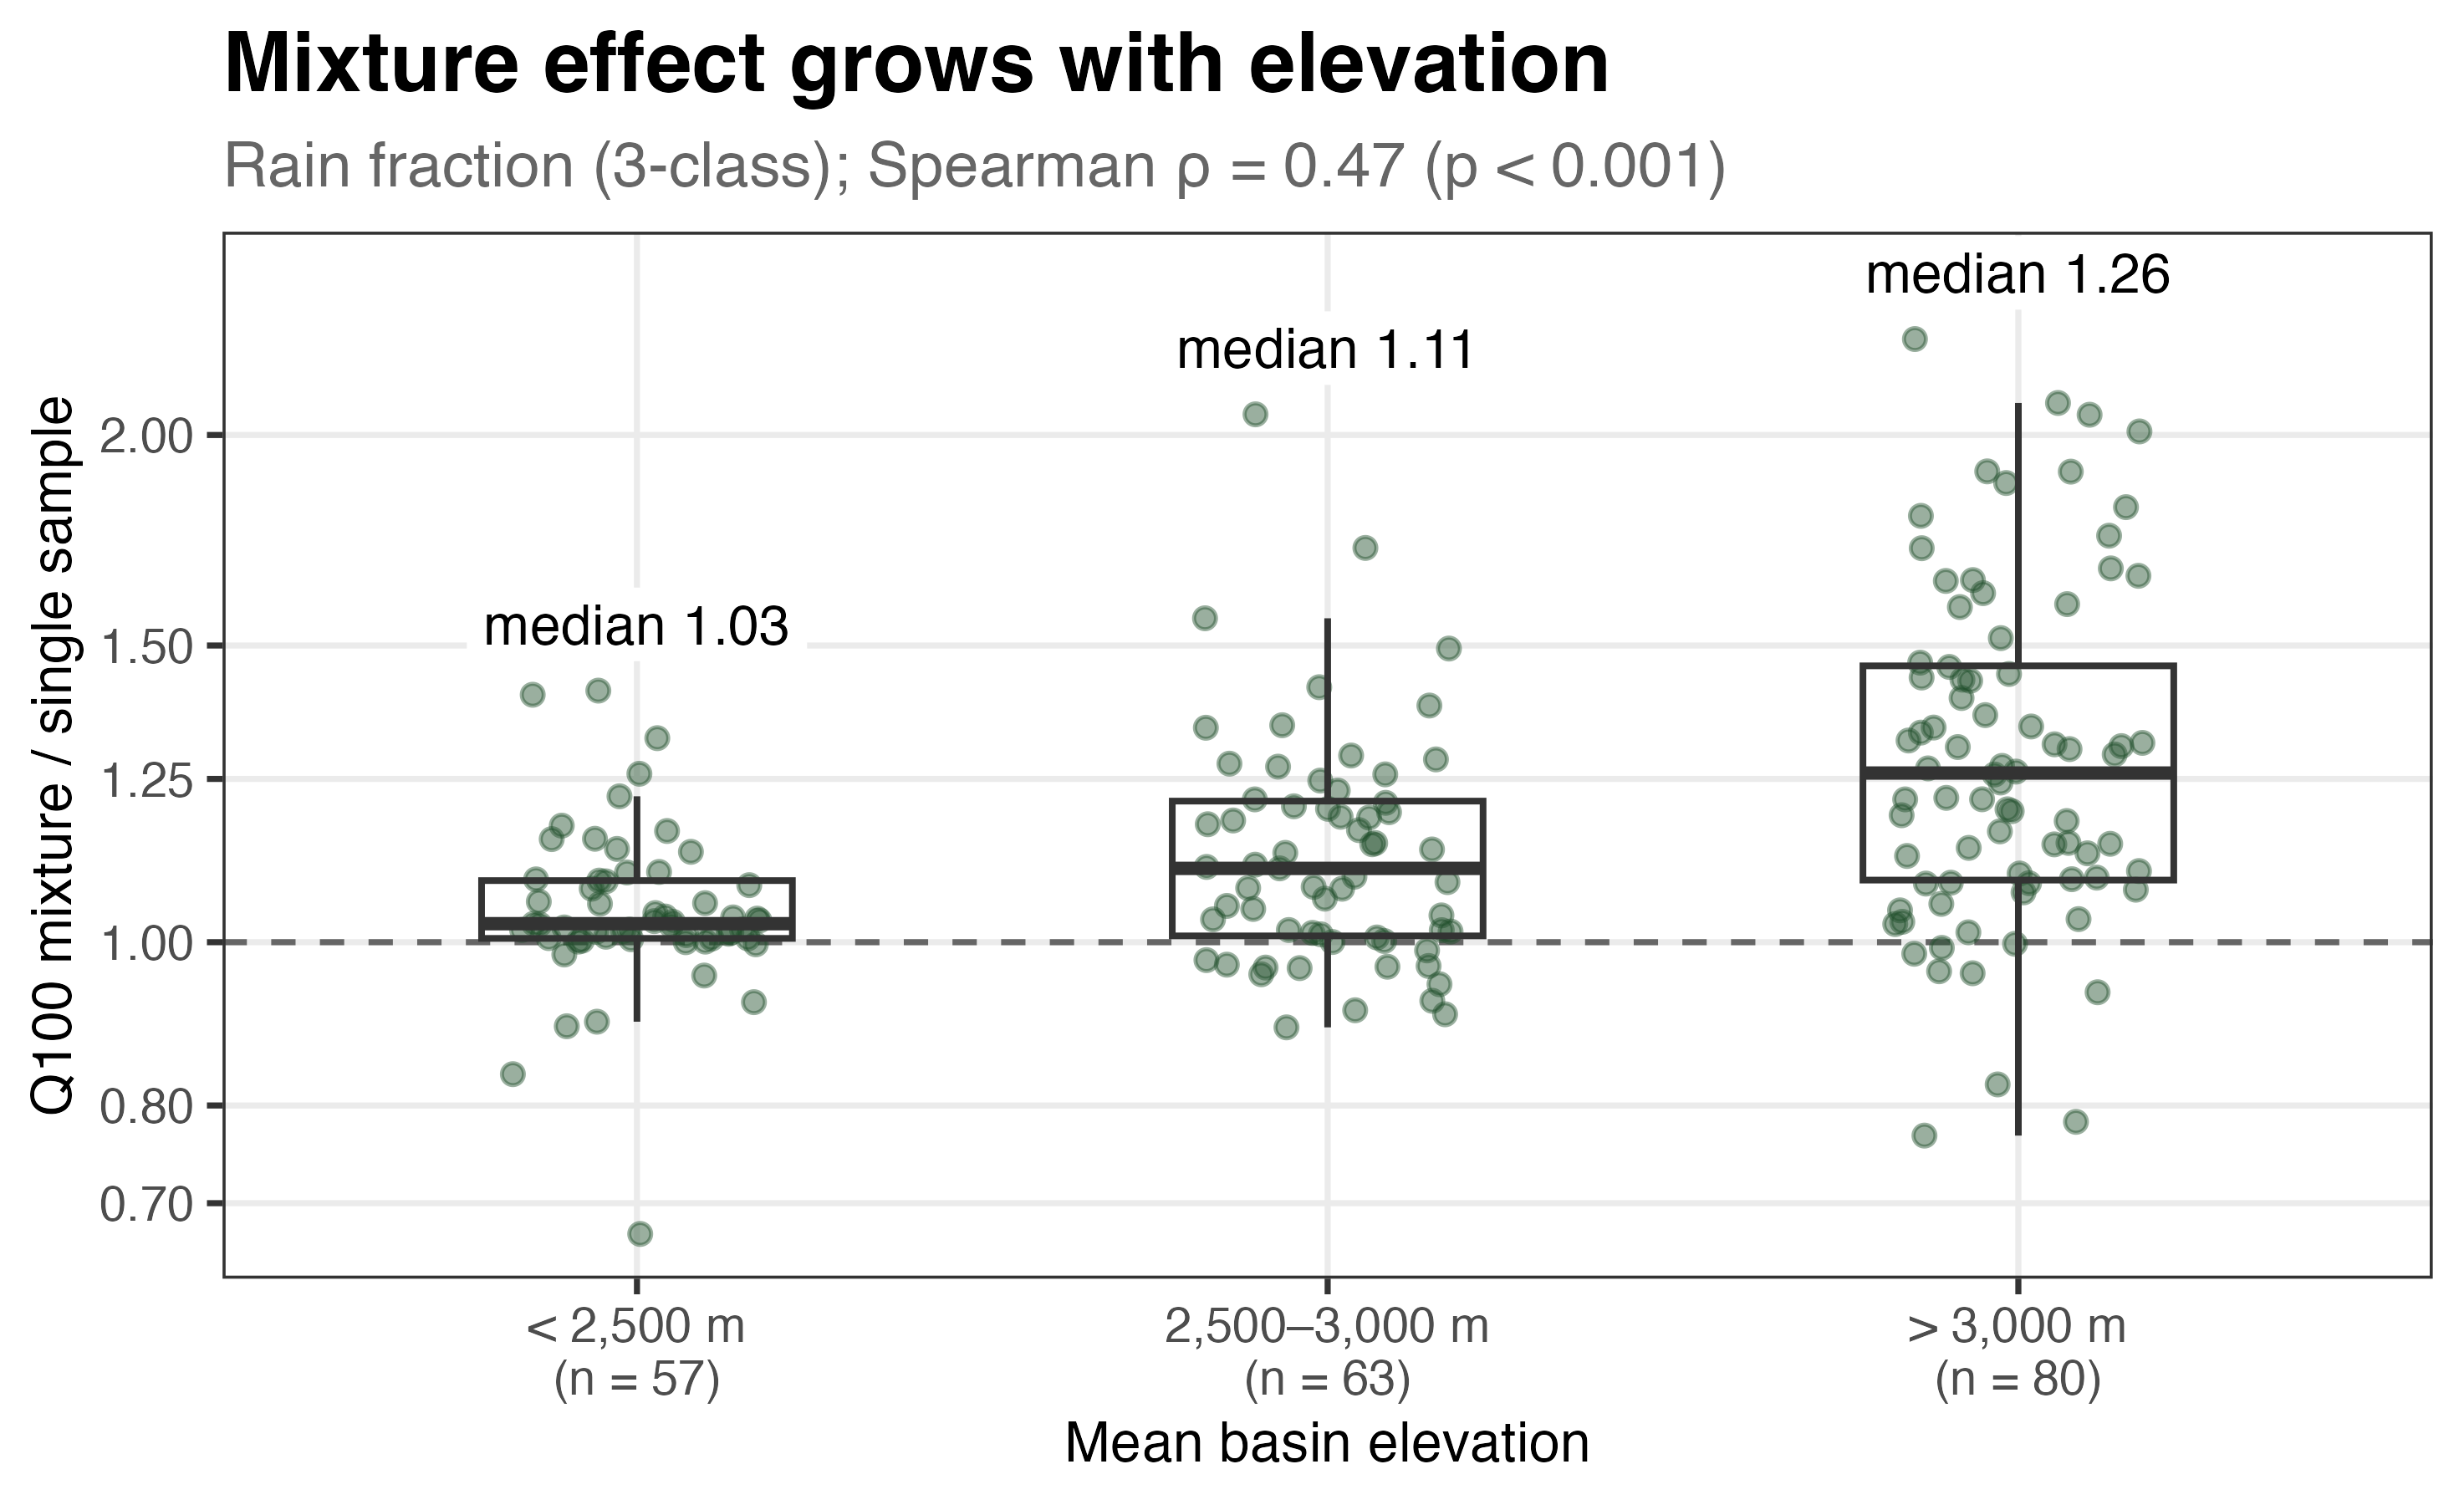 Mixture effect grows with elevation
Rain fraction (3-class); Spearman ρ = 0.47 (p < 0.001)
median 1.26
median 1.11
median 1.03
Q100 mixture / single sample
2.00
1.50
1.25
1.00
0.80
0.70
< 2,500 m
(n = 57)
2,500–3,000 m
(n = 63)
> 3,000 m
(n = 80)
Mean basin elevation